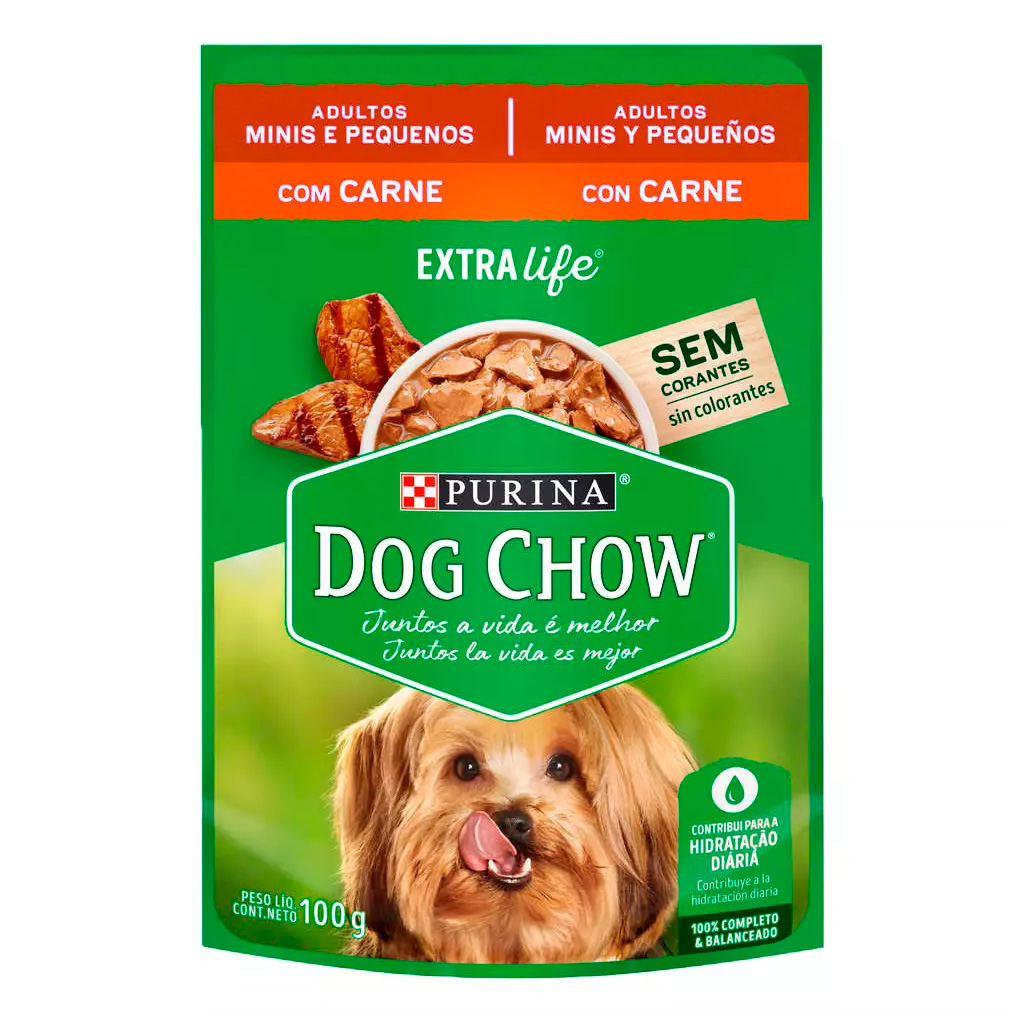 ADULTOS
MINIS E PEQUENOS
ADULTOS
MINIS Y PEQUEÑOS
COM CARNE
CON CARNE
EXTRA life®
SEM
CORANTES
sin colorantes
PURINA®
DOG CHOW®
Juntos a vida é melhor
Juntos la vida es mejor
CONTRIBUI PARA A
HIDRATAÇÃO
DIÁRIA
Contribuye a la
hidratación diaria
100% COMPLETO
& BALANCEADO
PESO LÍQ.
CONT.NETO 100g